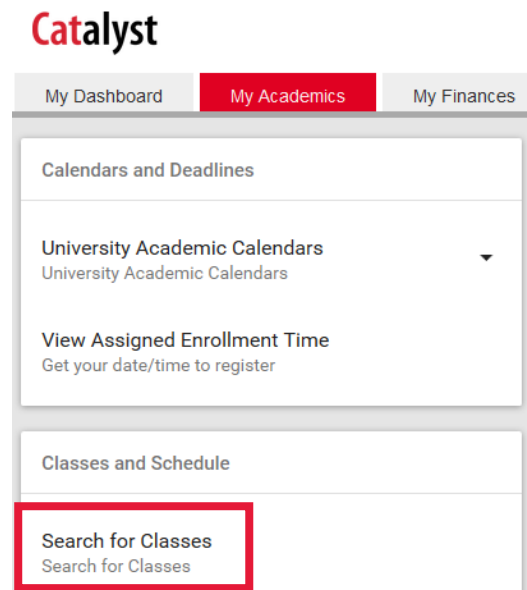 Catalyst
My Dashboard My Academics My Finances
Calendars and Deadlines
University Academic Calendars
University Academic Calendars
View Assigned Enrollment Time
Get your date/time to register
Classes and Schedule
Search for Classes
Search for Classes